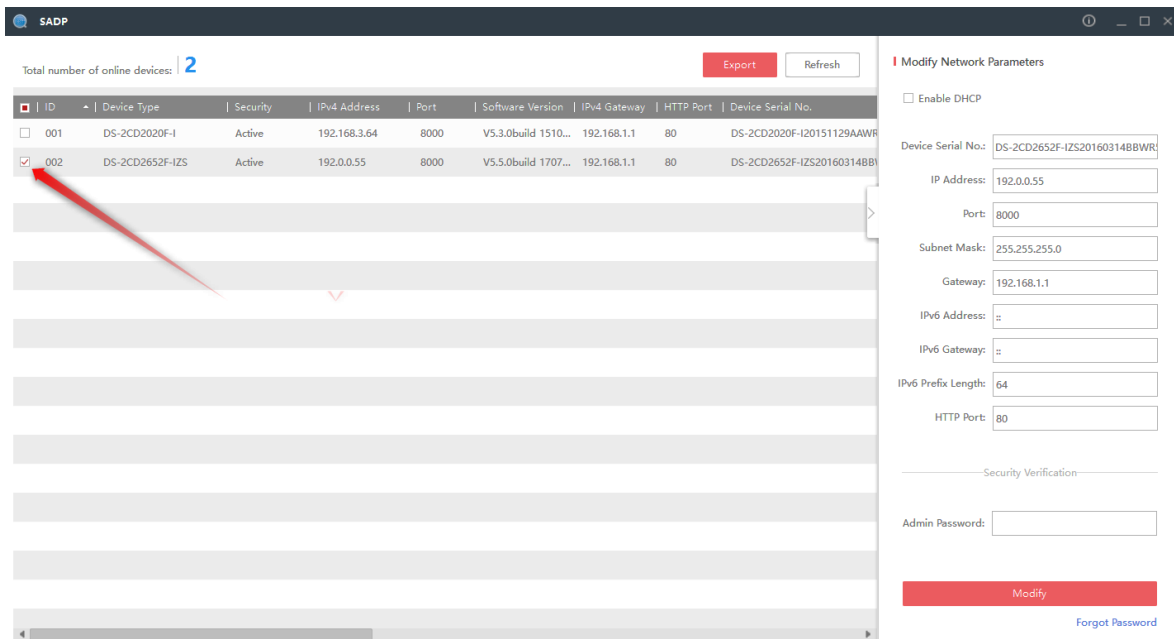 SADP
Total number of online devices: 2
Export
Refresh
ID Device Type Security IPv4 Address Port Software Version IPv4 Gateway HTTP Port Device Serial No.
001 DS-2CD2020F-I Active 192.168.3.64 8000 V5.3.0build 1510... 192.168.1.1 80 DS-2CD2020F-I20151129AAWR
002 DS-2CD2652F-IZS Active 192.0.0.55 8000 V5.5.0build 1707... 192.168.1.1 80 DS-2CD2652F-IZS20160314BB
Modify Network Parameters
Enable DHCP
Device Serial No.: DS-2CD2652F-IZS20160314BBWR
IP Address: 192.0.0.55
Port: 8000
Subnet Mask: 255.255.255.0
Gateway: 192.168.1.1
IPv6 Address: ::
IPv6 Gateway: ::
IPv6 Prefix Length: 64
HTTP Port: 80
Security Verification
Admin Password:
Modify
Forgot Password